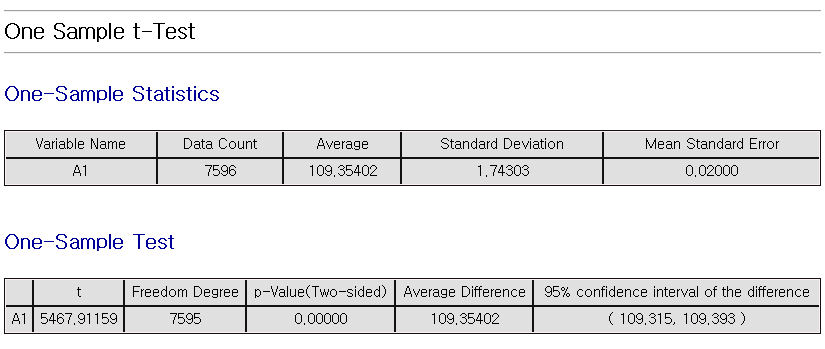 One Sample t-Test
One-Sample Statistics
Variable Name Data Count Average Standard Deviation Mean Standard Error
A1 7596 109.35402 1.74303 0.02000
One-Sample Test
t Freedom Degree p-Value(Two-sided) Average Difference 95% confidence interval of the difference
A1 5467.91159 7595 0.00000 109.35402 ( 109.315, 109.393 )